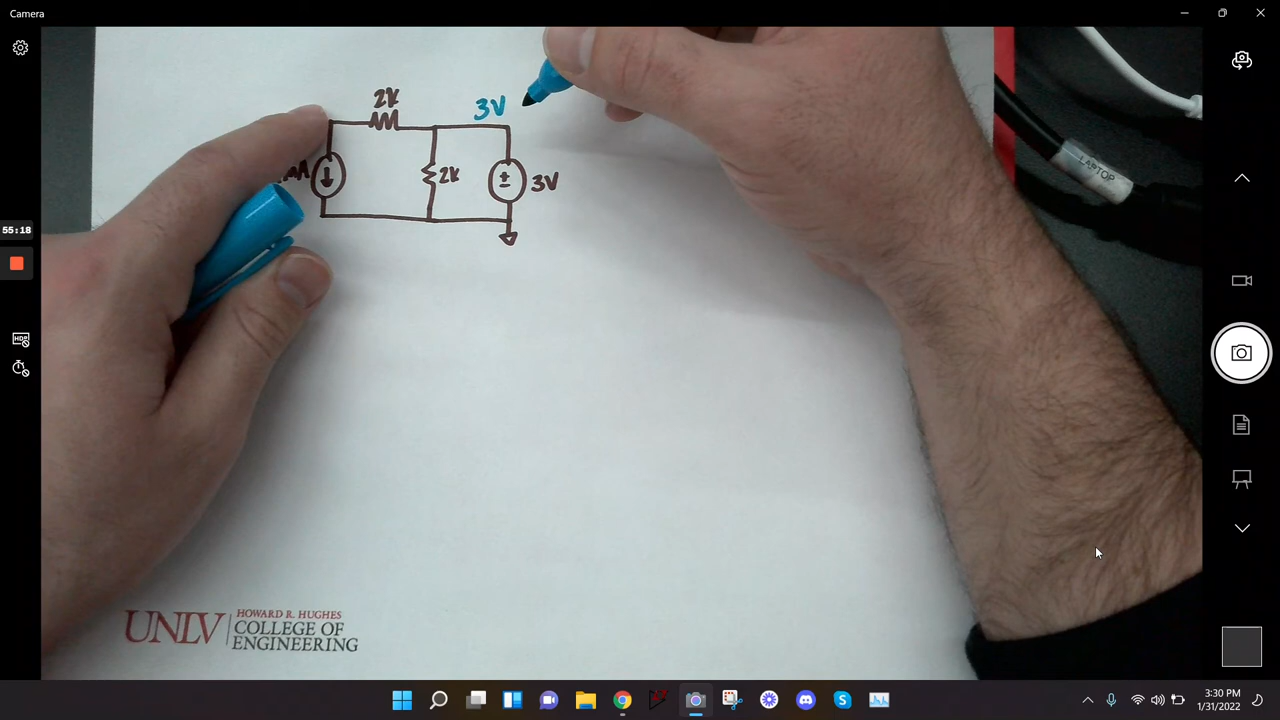 Camera
2k
3V
2k
3V
LAPTOP
55:18
UNLV
HOWARD R. HUGHES
COLLEGE OF
ENGINEERING
3:30 PM
1/31/2022